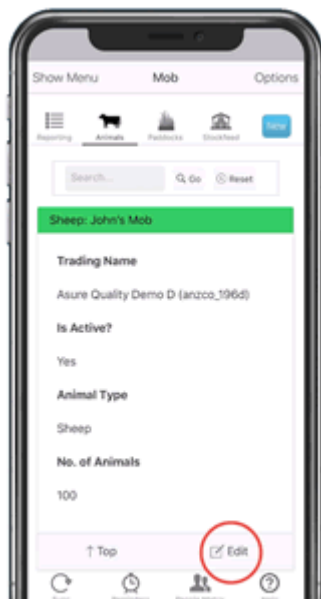 Show Menu Mob Options
Reporting Animals Paddocks Stockfeed New
Search... Go Reset
Sheep: John's Mob
Trading Name
Asure Quality Demo D (anzco_196d)
Is Active?
Yes
Animal Type
Sheep
No. of Animals
100
↑ Top Edit